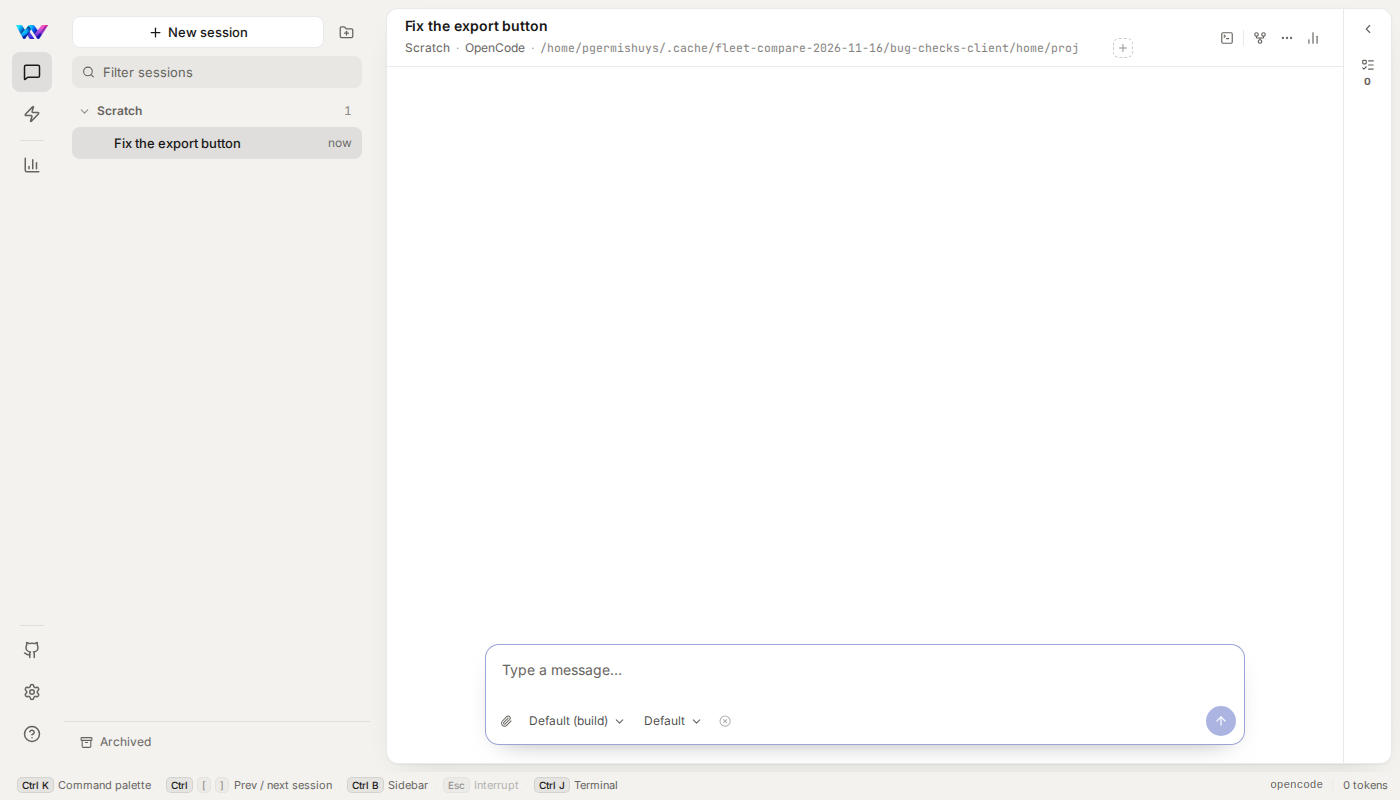 New session
Filter sessions
Scratch 1
Fix the export button now
Archived
Fix the export button
Scratch · OpenCode · /home/pgermishuys/.cache/fleet-compare-2026-11-16/bug-checks-client/home/proj
0
Type a message...
Default (build) Default
Ctrl K Command palette Ctrl [ ] Prev / next session Ctrl B Sidebar Esc Interrupt Ctrl J Terminal opencode 0 tokens